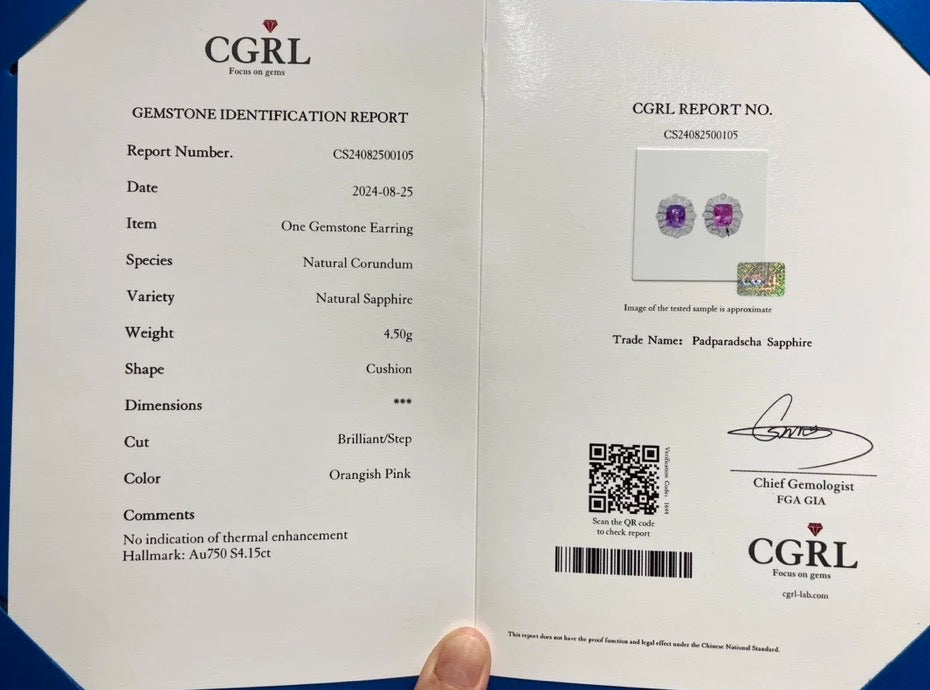 CGRL
Focus on gems
GEMSTONE IDENTIFICATION REPORT
Report Number. CS24082500105
Date 2024-08-25
Item One Gemstone Earring
Species Natural Corundum
Variety Natural Sapphire
Weight 4.50g
Shape Cushion
Dimensions ***
Cut Brilliant/Step
Color Orangish Pink
Comments
No indication of thermal enhancement
Hallmark: Au750 S4.15ct
CGRL REPORT NO.
CS24082500105
Image of the tested sample is approximate
Trade Name: Padparadscha Sapphire
Verification Codes 1644
Scan the QR code
to check report
Chief Gemologist
FGA GIA
CGRL
Focus on gems
cgrl-lab.com
This report does not have the proof function and legal effect under the Chinese National Standard.